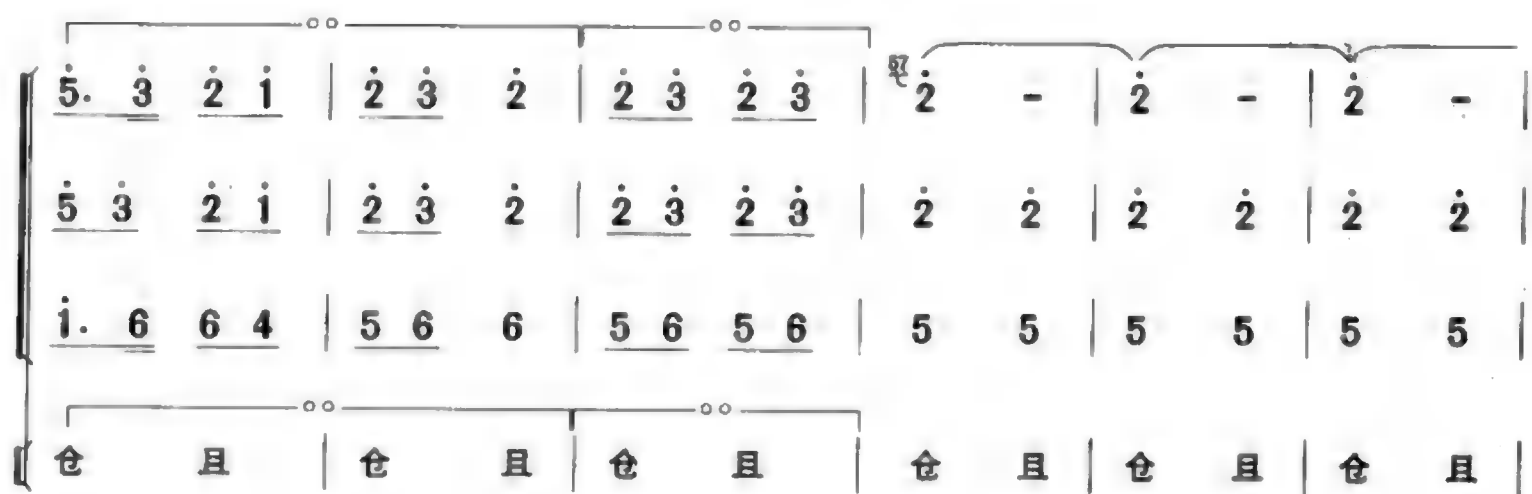 5̇. 3̇ 2̇ 1̇ | 2̇ 3̇ 2̇ | 2̇ 3̇ 2̇ 3̇ | 2̇ - | 2̇ - | 2̇ - |
5̇ 3̇ 2̇ 1̇ | 2̇ 3̇ 2̇ | 2̇ 3̇ 2̇ 3̇ | 2̇ 2̇ | 2̇ 2̇ | 2̇ 2̇ |
1̇. 6 6 4 | 5 6 6 | 5 6 5 6 | 5 5 | 5 5 | 5 5 |
仓 且 | 仓 且 | 仓 且 | 仓 且 | 仓 且 | 仓 且 |